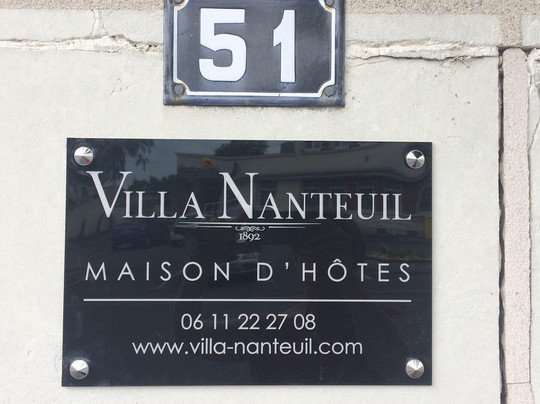 51
VILLA NANTEUIL
1892
MAISON D'HÔTES
06 11 22 27 08
www.villa-nanteuil.com